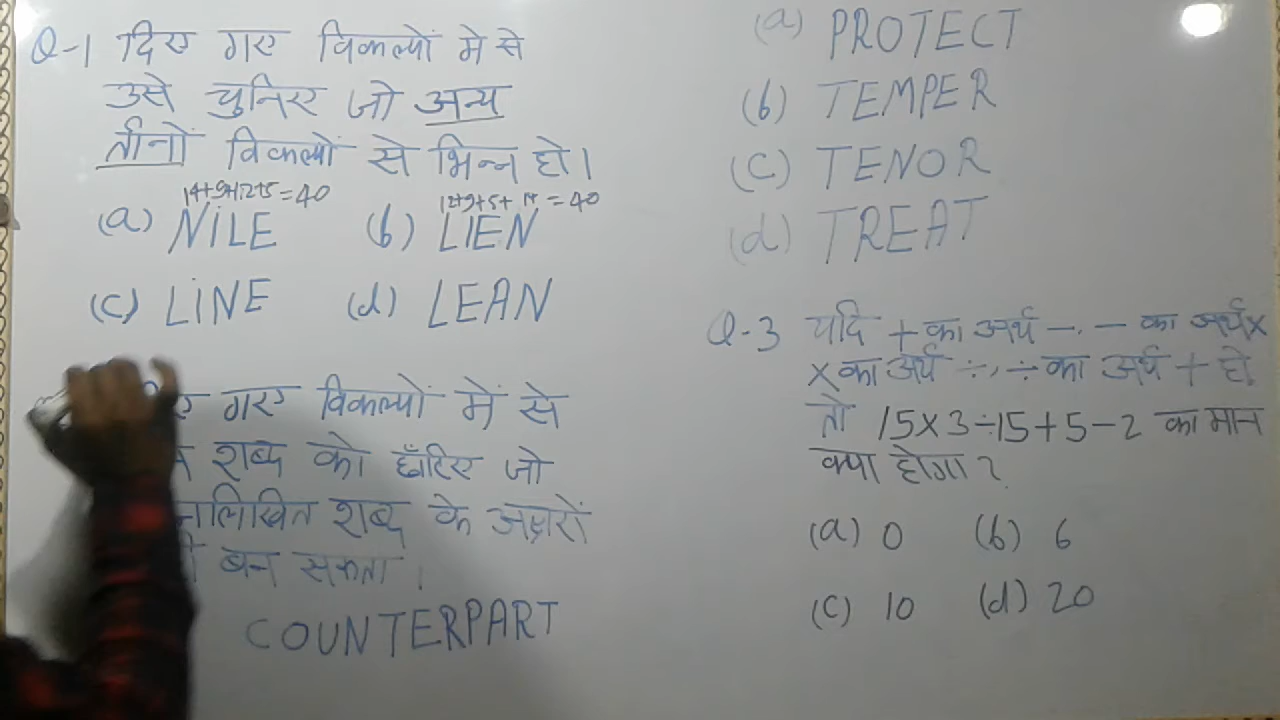 Q-1 दिए गए विकल्पों मे से
उसे चुनिए जो अन्य
तीनों विकल्पों से भिन्न हो।
14+9+12+5=40
12+9+5+14=40
(a) NiLE (b) LIEN
(c) LiNE (d) LEAN
गए विकल्पों में से
शब्द को छाँटिए जो
शब्द के अक्षरों
बन सकता।
COUNTERPART
(a) PROTECT
(b) TEMPER
(c) TENOR
(d) TREAT
Q-3 यदि + का अर्थ -, - का अर्थ ×
× का अर्थ ÷, ÷ का अर्थ + हो,
तो 15×3÷15+5-2 का मान
क्या होगा?
(a) 0 (b) 6
(c) 10 (d) 20